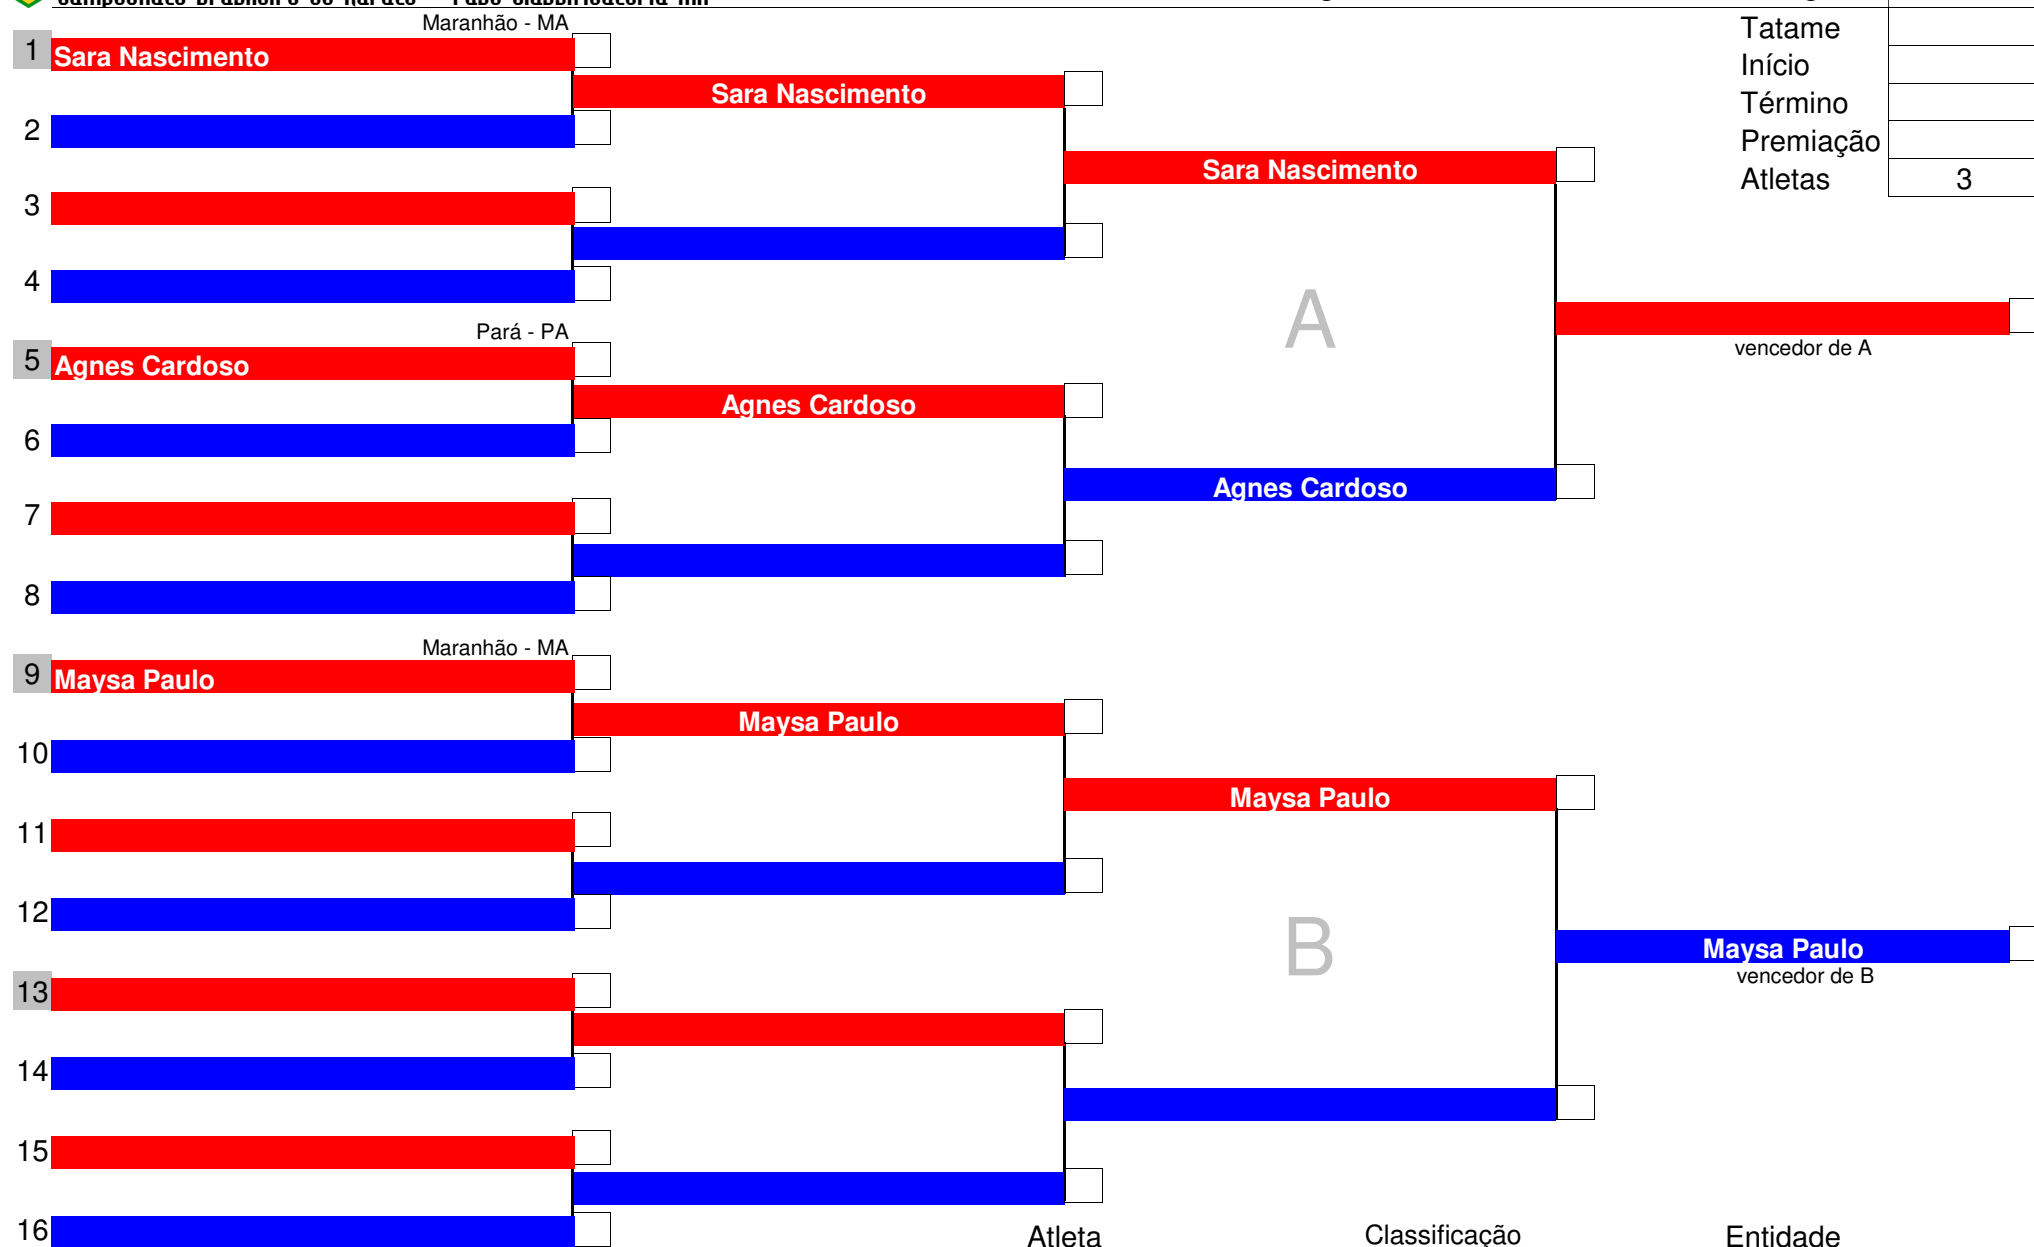 Maranhão - MA
1 Sara Nascimento
Sara Nascimento
2
Sara Nascimento
3
4
A
Pará - PA
5 Agnes Cardoso
Agnes Cardoso
6
Agnes Cardoso
7
8
Maranhão - MA
9 Maysa Paulo
Maysa Paulo
10
Maysa Paulo
11
12
B
13
14
15
16
vencedor de A
Maysa Paulo
vencedor de B
Tatame
Início
Término
Premiação
Atletas 3
Atleta Classificação Entidade